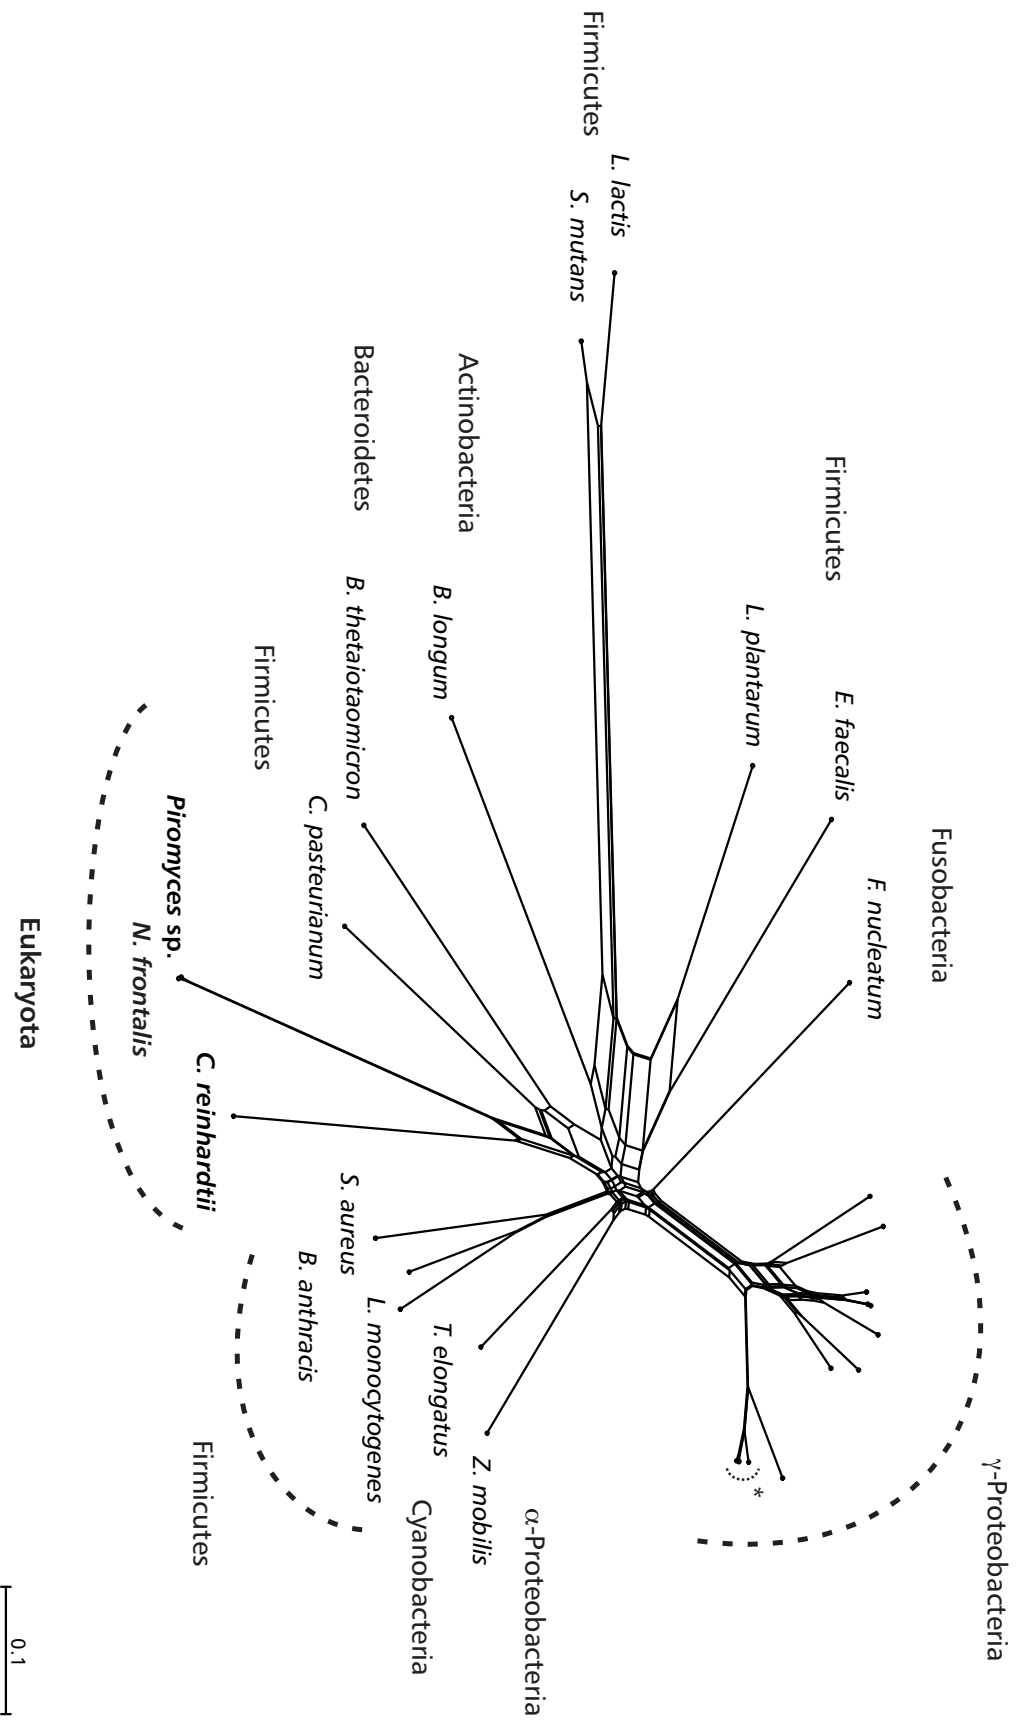 Firmicutes
L. lactis
S. mutans
Actinobacteria
Bacteroidetes
Firmicutes
L. plantarum
E. faecalis
Fusobacteria
F. nucleatum
B. longum
B. thetaiotaomicron
Firmicutes
C. pasteurianum
Piromyces sp.
N. frontalis
Eukaryota
C. reinhardtii
S. aureus
B. anthracis
L. monocytogenes
Firmicutes
T. elongatus
Cyanobacteria
Z. mobilis
α-Proteobacteria
*
γ-Proteobacteria
0.1